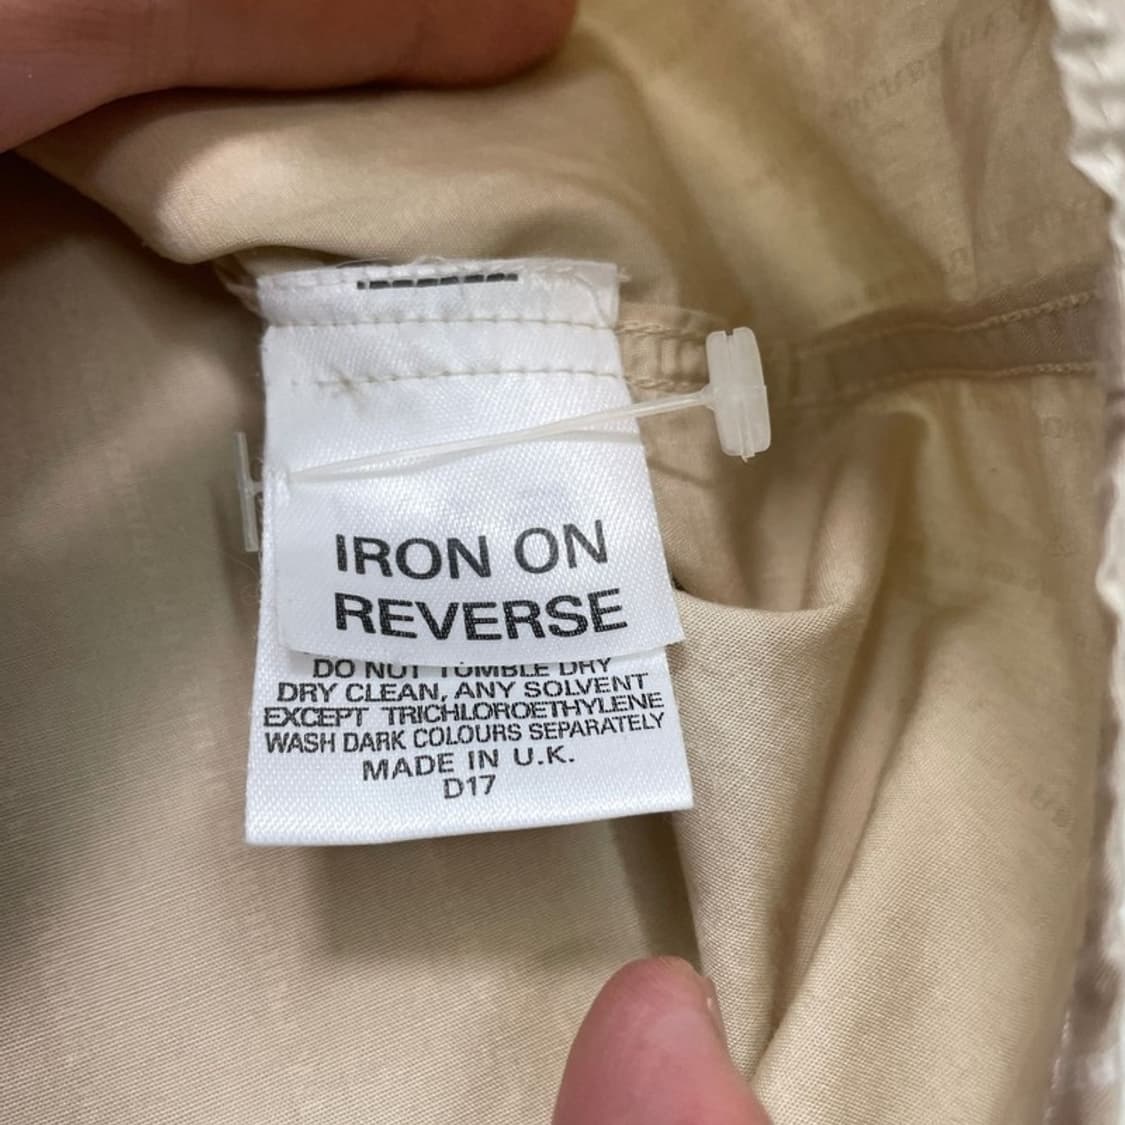 IRON ON
REVERSE
DO NOT TUMBLE DRY
DRY CLEAN, ANY SOLVENT
EXCEPT TRICHLOROETHYLENE
WASH DARK COLOURS SEPARATELY
MADE IN U.K.
D17